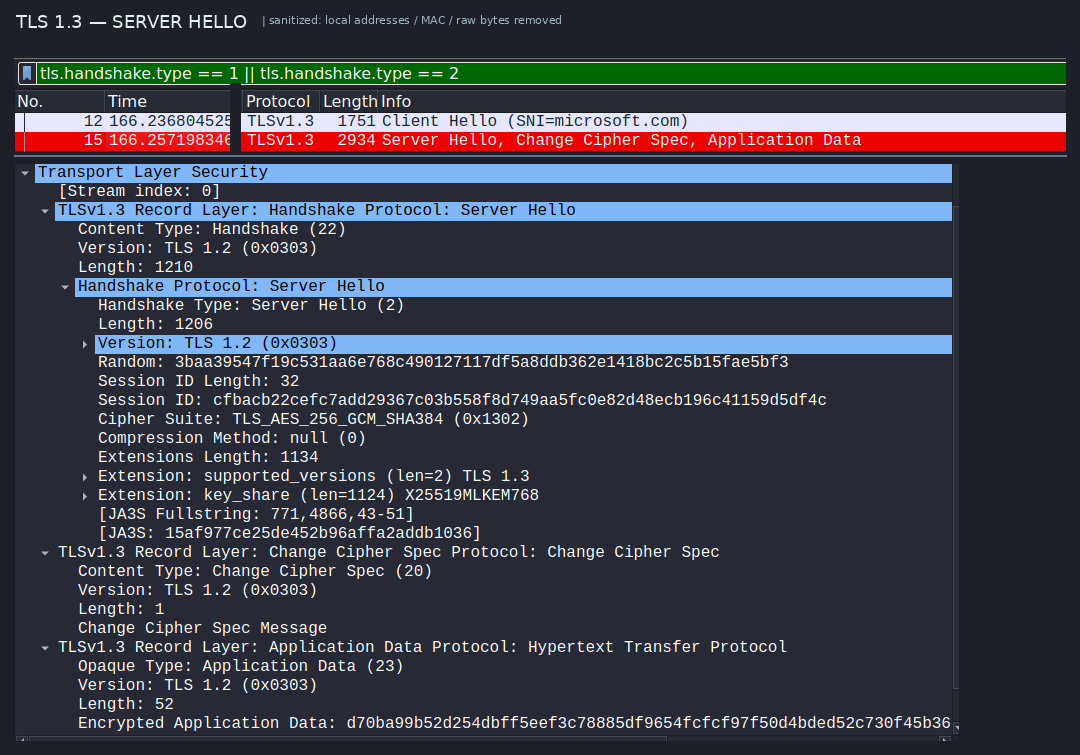 TLS 1.3 — SERVER HELLO | sanitized: local addresses / MAC / raw bytes removed
tls.handshake.type == 1 || tls.handshake.type == 2
No. Time Protocol Length Info
12 166.236804525 TLSv1.3 1751 Client Hello (SNI=microsoft.com)
15 166.257198346 TLSv1.3 2934 Server Hello, Change Cipher Spec, Application Data
Transport Layer Security
[Stream index: 0]
TLSv1.3 Record Layer: Handshake Protocol: Server Hello
Content Type: Handshake (22)
Version: TLS 1.2 (0x0303)
Length: 1210
Handshake Protocol: Server Hello
Handshake Type: Server Hello (2)
Length: 1206
Version: TLS 1.2 (0x0303)
Random: 3baa39547f19c531aa6e768c490127117df5a8ddb362e1418bc2c5b15fae5bf3
Session ID Length: 32
Session ID: cfbacb22cefc7add29367c03b558f8d749aa5fc0e82d48ecb196c41159d5df4c
Cipher Suite: TLS_AES_256_GCM_SHA384 (0x1302)
Compression Method: null (0)
Extensions Length: 1134
Extension: supported_versions (len=2) TLS 1.3
Extension: key_share (len=1124) X25519MLKEM768
[JA3S Fullstring: 771,4866,43-51]
[JA3S: 15af977ce25de452b96affa2addb1036]
TLSv1.3 Record Layer: Change Cipher Spec Protocol: Change Cipher Spec
Content Type: Change Cipher Spec (20)
Version: TLS 1.2 (0x0303)
Length: 1
Change Cipher Spec Message
TLSv1.3 Record Layer: Application Data Protocol: Hypertext Transfer Protocol
Opaque Type: Application Data (23)
Version: TLS 1.2 (0x0303)
Length: 52
Encrypted Application Data: d70ba99b52d254dbff5eef3c78885df9654fcfcf97f50d4bded52c730f45b36